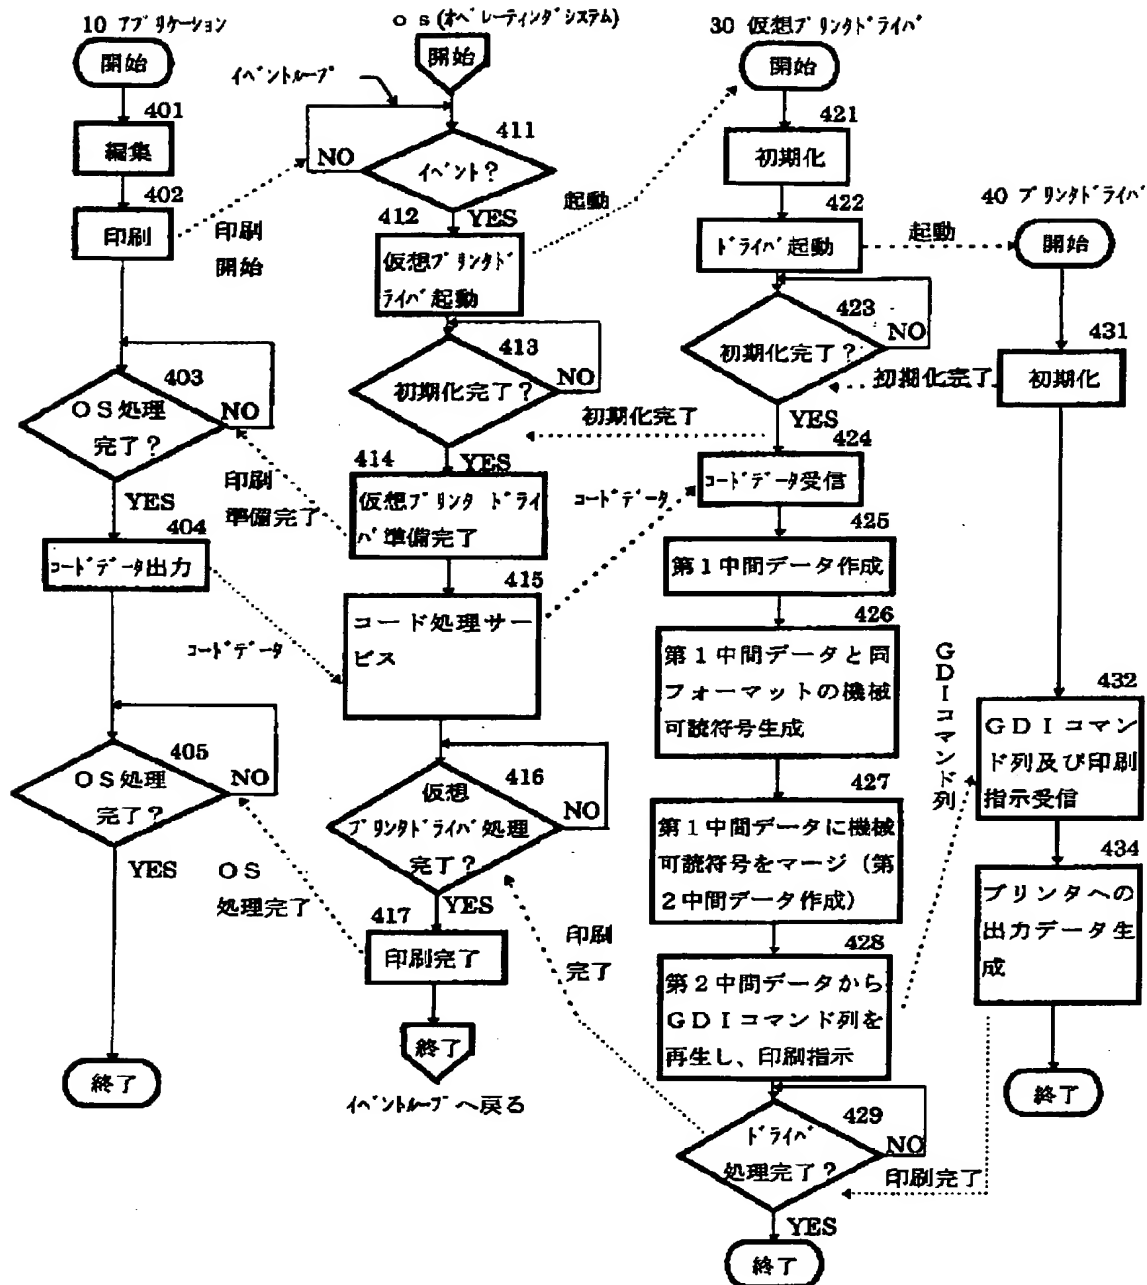 10 ｱﾌﾟﾘｹｰｼｮﾝ
開始
401
編集
402
印刷
印刷
開始
403
ＯＳ処理
完了？
NO
YES
印刷
準備完了
404
ｺｰﾄﾞﾃﾞｰﾀ出力
ｺｰﾄﾞﾃﾞｰﾀ
405
ＯＳ処理
完了？
NO
YES
ＯＳ
処理完了
終了
ＯＳ(ｵﾍﾟﾚｰﾃｨﾝｸﾞｼｽﾃﾑ)
開始
ｲﾍﾞﾝﾄﾙｰﾌﾟ
411
ｲﾍﾞﾝﾄ？
NO
YES
412
仮想ﾌﾟﾘﾝﾀﾄﾞ
ﾗｲﾊﾞ起動
起動
413
初期化完了？
NO
YES
初期化完了
414
仮想ﾌﾟﾘﾝﾀ ﾄﾞﾗｲ
ﾊﾞ準備完了
415
コード処理サー
ビス
ｺｰﾄﾞﾃﾞｰﾀ
416
仮想
ﾌﾟﾘﾝﾀﾄﾞﾗｲﾊﾞ処理
完了？
NO
YES
417
印刷完了
印刷
完了
終了
ｲﾍﾞﾝﾄﾙｰﾌﾟへ戻る
30 仮想ﾌﾟﾘﾝﾀﾄﾞﾗｲﾊﾞ
開始
421
初期化
422
ﾄﾞﾗｲﾊﾞ起動
起動
423
初期化完了？
NO
YES
初期化完了
424
ｺｰﾄﾞﾃﾞｰﾀ受信
425
第１中間データ作成
426
第１中間データと同
フォーマットの機械
可読符号生成
427
第１中間データに機械
可読符号をマージ（第
２中間データ作成）
428
第２中間データから
ＧＤＩコマンド列を
再生し、印刷指示
ＧＤＩコマンド列
429
ﾄﾞﾗｲﾊﾞ
処理完了？
NO
YES
印刷完了
終了
40 ﾌﾟﾘﾝﾀﾄﾞﾗｲﾊﾞ
開始
431
初期化
432
ＧＤＩコマン
ド列及び印刷
指示受信
434
プリンタへの
出力データ生
成
終了